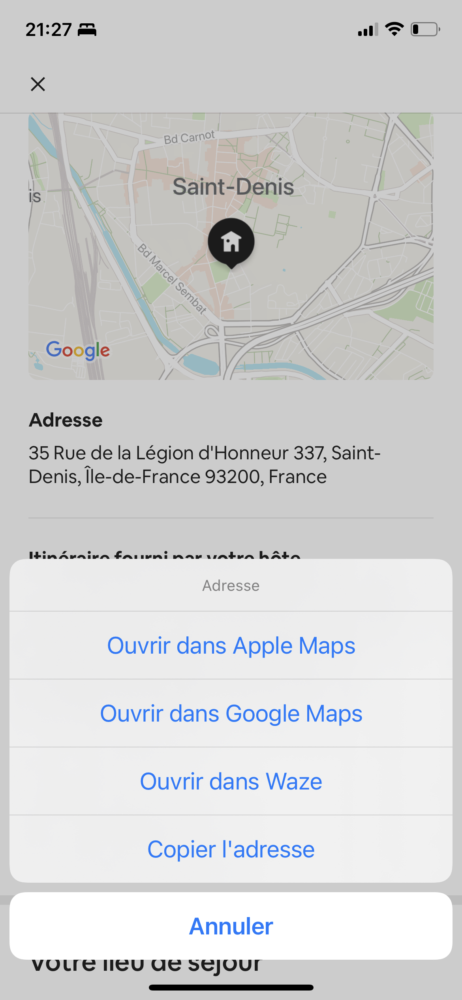 21:27
Bd Carnot
Saint-Denis
is
Bd Marcel Sembat
Google
Adresse
35 Rue de la Légion d'Honneur 337, Saint-
Denis, Île-de-France 93200, France
Itinéraire fourni par votre hôte
Adresse
Ouvrir dans Apple Maps
Ouvrir dans Google Maps
Ouvrir dans Waze
Copier l'adresse
Annuler
Votre lieu de séjour